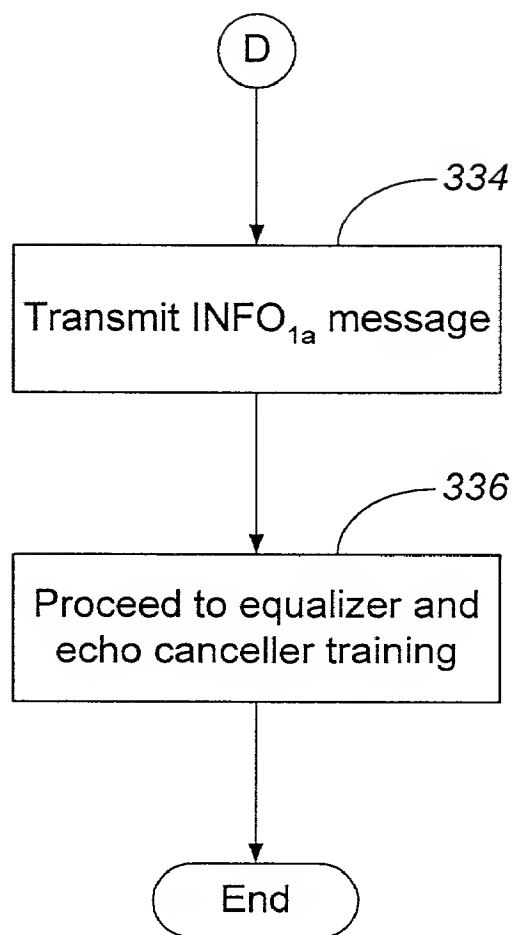 D
334
Transmit INFO1a message
336
Proceed to equalizer and
echo canceller training
End